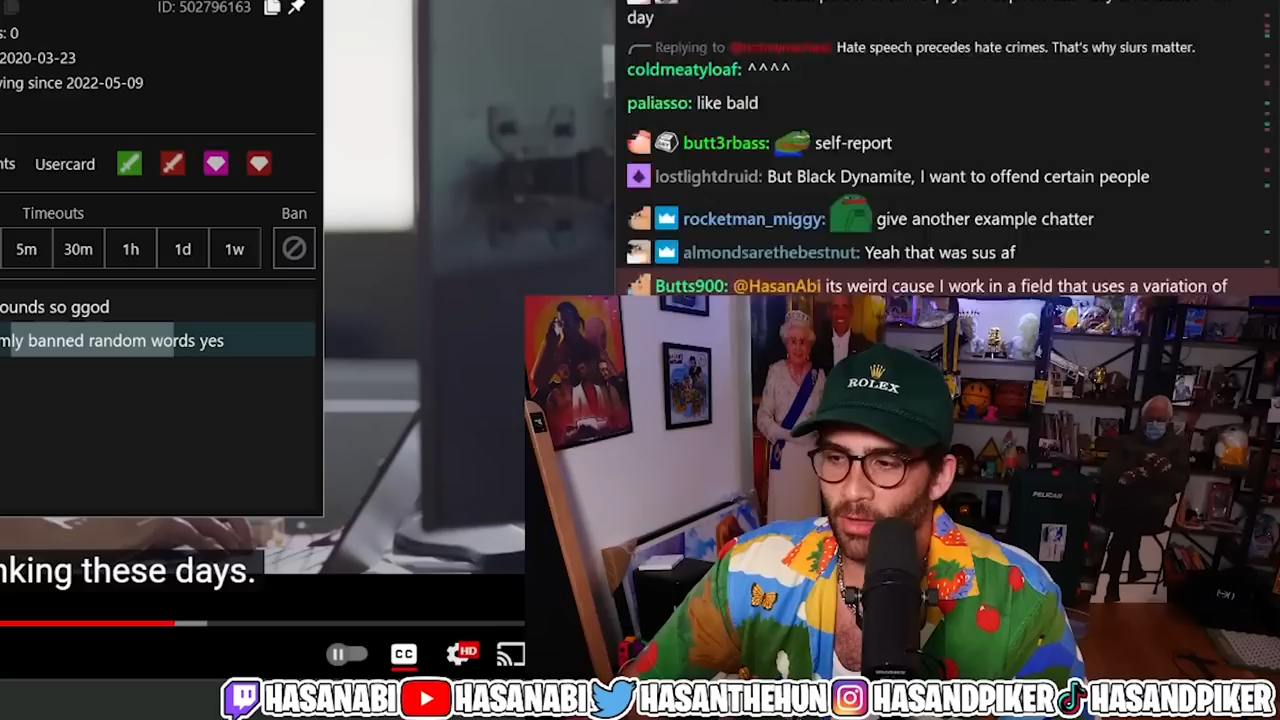 ID: 502796163
s: 0
2020-03-23
ving since 2022-05-09
nts Usercard
Timeouts Ban
5m 30m 1h 1d 1w
ounds so ggod
mly banned random words yes
nking these days.
CC HD
day
Replying to Hate speech precedes hate crimes. That's why slurs matter.
coldmeatyloaf: ^^^^
paliasso: like bald
butt3rbass: self-report
lostlightdruid: But Black Dynamite, I want to offend certain people
rocketman_miggy: give another example chatter
almondsarethebestnut: Yeah that was sus af
Butts900: @HasanAbi its weird cause I work in a field that uses a variation of
ROLEX
PELICAN
HASANABI HASANABI HASANTHEHUN HASANDPIKER HASANDPIKER